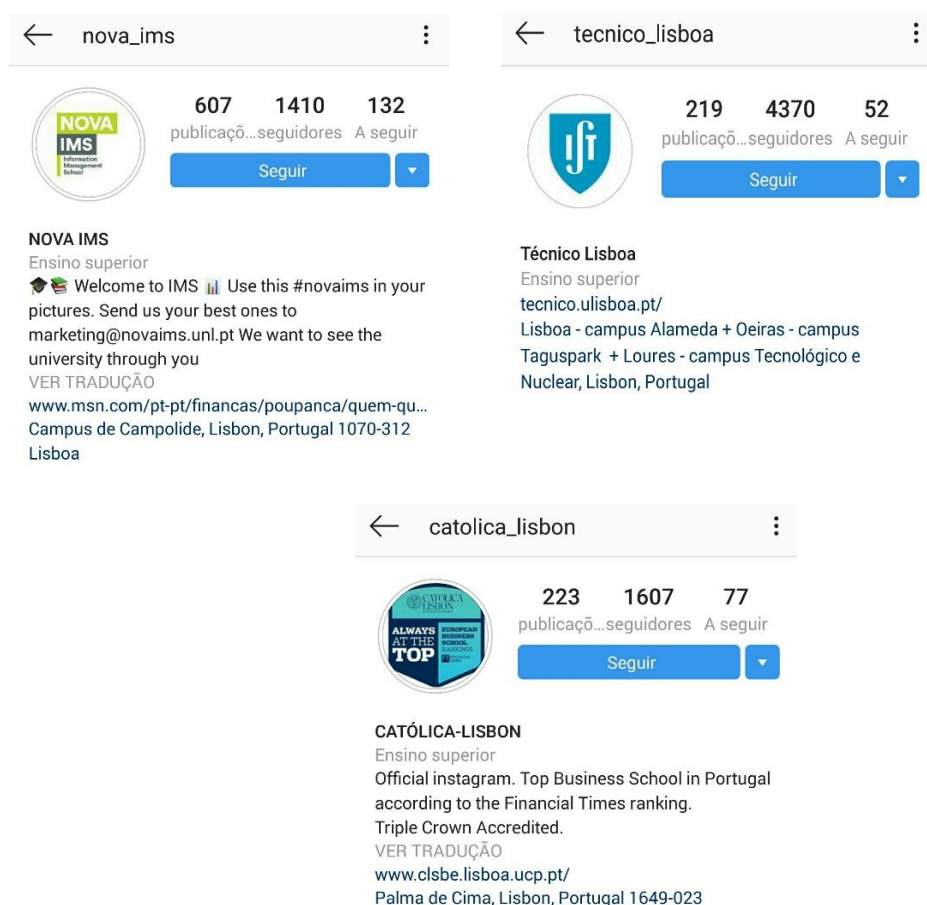 nova_ims
NOVA
IMS
Information
Management
School
607 1410 132
publicaçõ...seguidores A seguir
Seguir
NOVA IMS
Ensino superior
🎓📚 Welcome to IMS 📊 Use this #novaims in your
pictures. Send us your best ones to
marketing@novaims.unl.pt We want to see the
university through you
VER TRADUÇÃO
www.msn.com/pt-pt/financas/poupanca/quem-qu...
Campus de Campolide, Lisbon, Portugal 1070-312
Lisboa
tecnico_lisboa
219 4370 52
publicaçõ...seguidores A seguir
Seguir
Técnico Lisboa
Ensino superior
tecnico.ulisboa.pt/
Lisboa - campus Alameda + Oeiras - campus
Taguspark + Loures - campus Tecnológico e
Nuclear, Lisbon, Portugal
catolica_lisbon
CATOLICA
LISBON
ALWAYS
AT THE
TOP
EUROPEAN
BUSINESS
SCHOOL
RANKINGS
223 1607 77
publicaçõ...seguidores A seguir
Seguir
CATÓLICA-LISBON
Ensino superior
Official instagram. Top Business School in Portugal
according to the Financial Times ranking.
Triple Crown Accredited.
VER TRADUÇÃO
www.clsbe.lisboa.ucp.pt/
Palma de Cima, Lisbon, Portugal 1649-023